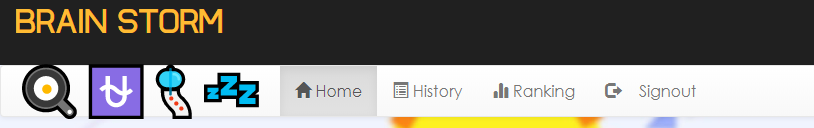 BRAIN STORM
Home History Ranking Signout